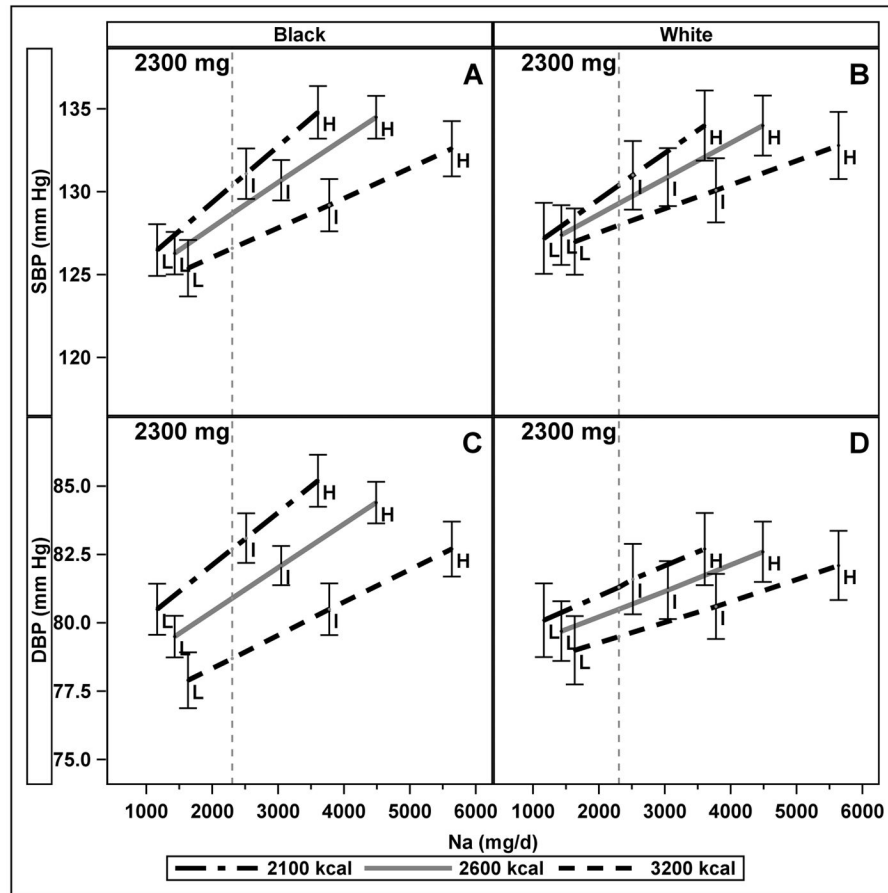 Black
White
2300 mg
A
2300 mg
B
SBP (mm Hg)
135
130
125
120
L
L
L
I
I
I
H
H
H
L
L
L
I
I
I
H
H
H
2300 mg
C
2300 mg
D
DBP (mm Hg)
85.0
82.5
80.0
77.5
75.0
L
L
L
I
I
I
H
H
H
L
L
L
I
I
I
H
H
H
1000 2000 3000 4000 5000 6000
1000 2000 3000 4000 5000 6000
Na (mg/d)
2100 kcal 2600 kcal 3200 kcal